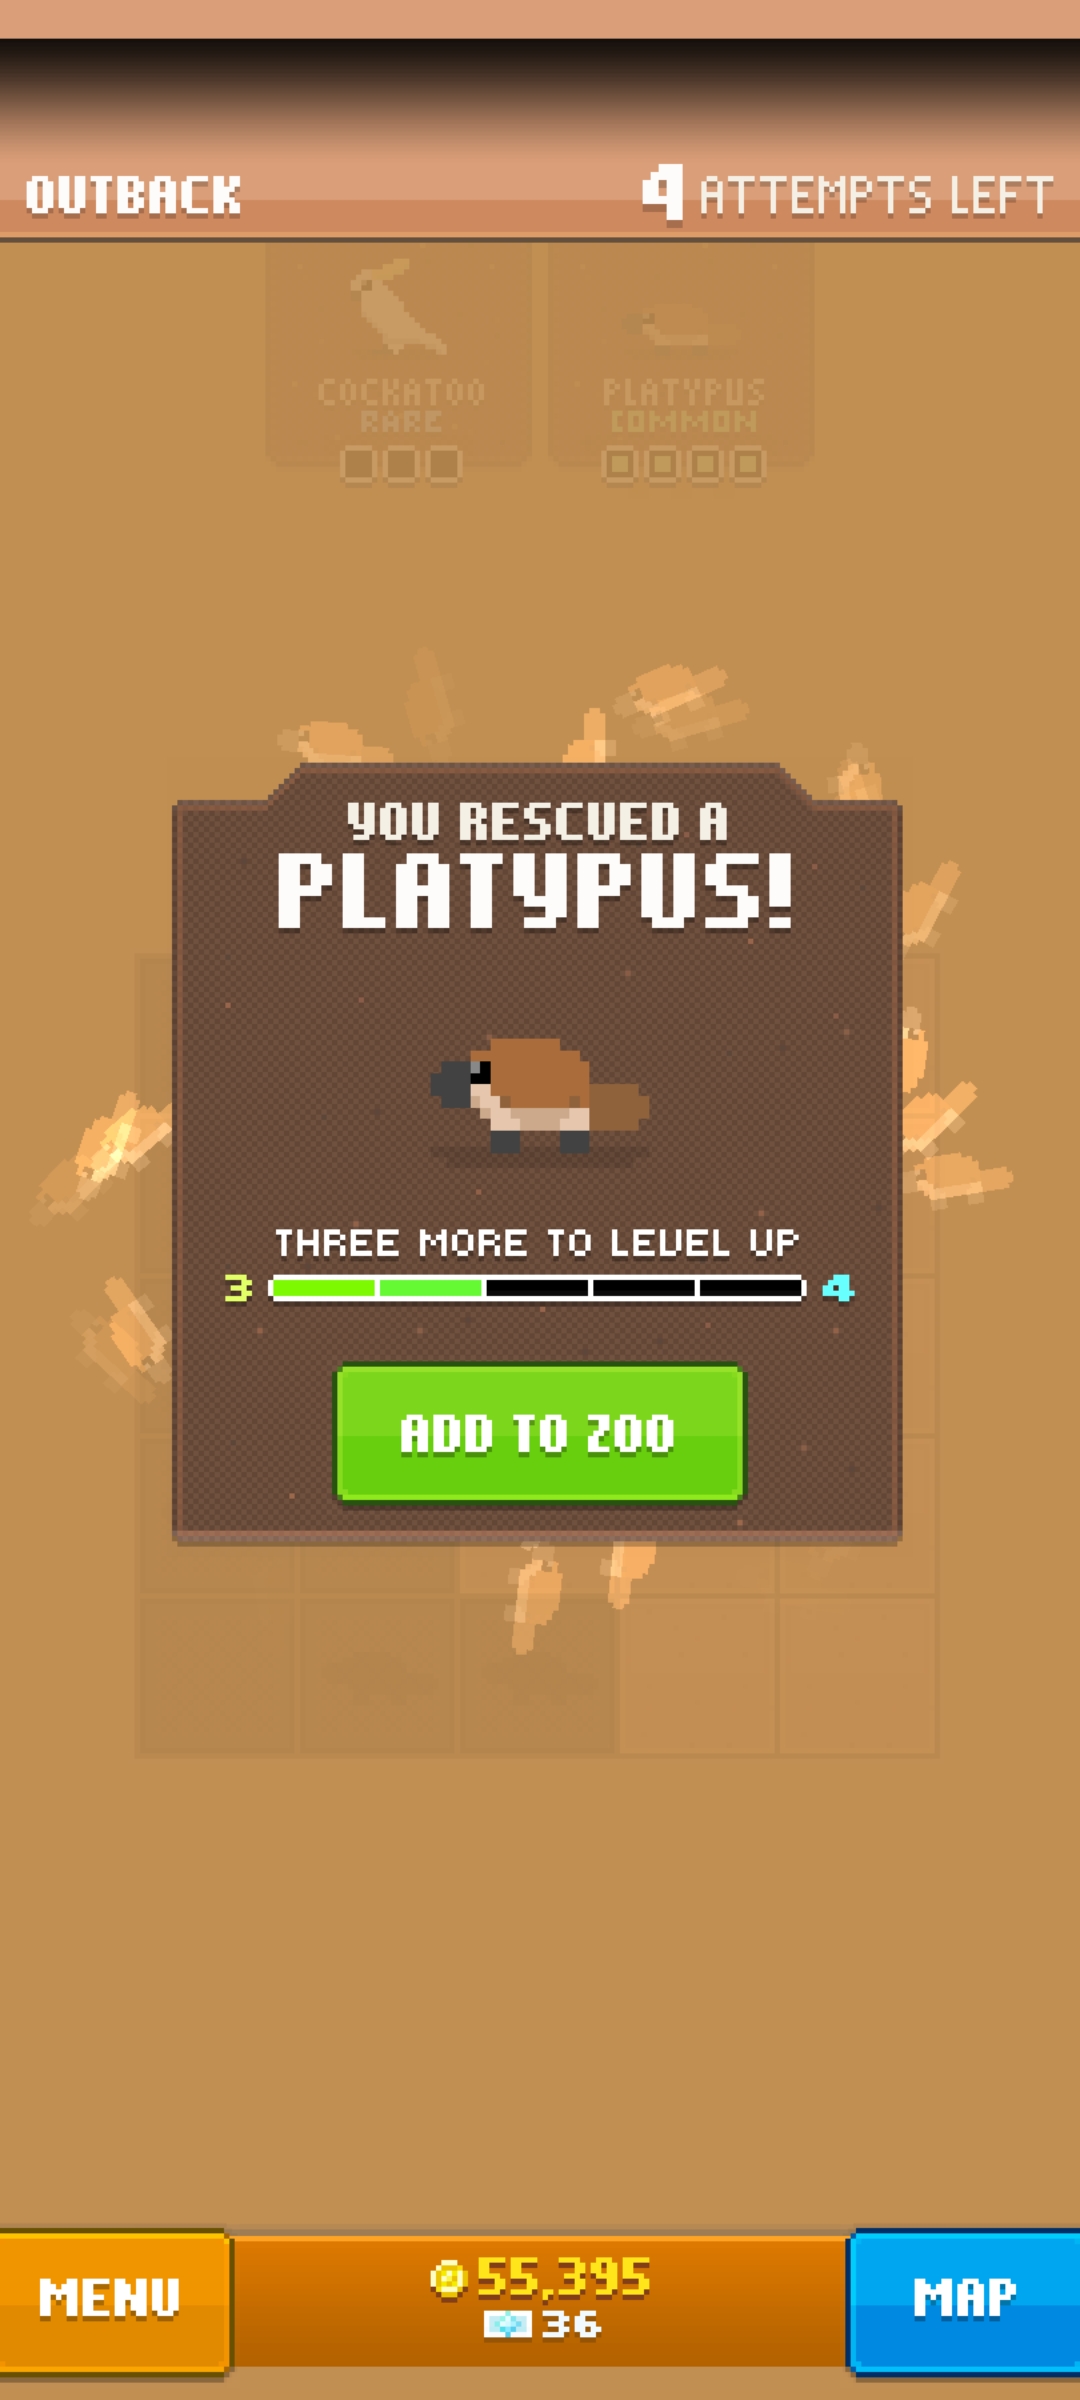 OUTBACK
4 ATTEMPTS LEFT
COCKATOO
RARE
PLATYPUS
COMMON
YOU RESCUED A
PLATYPUS!
THREE MORE TO LEVEL UP
3
4
ADD TO ZOO
MENU
55,395
36
MAP